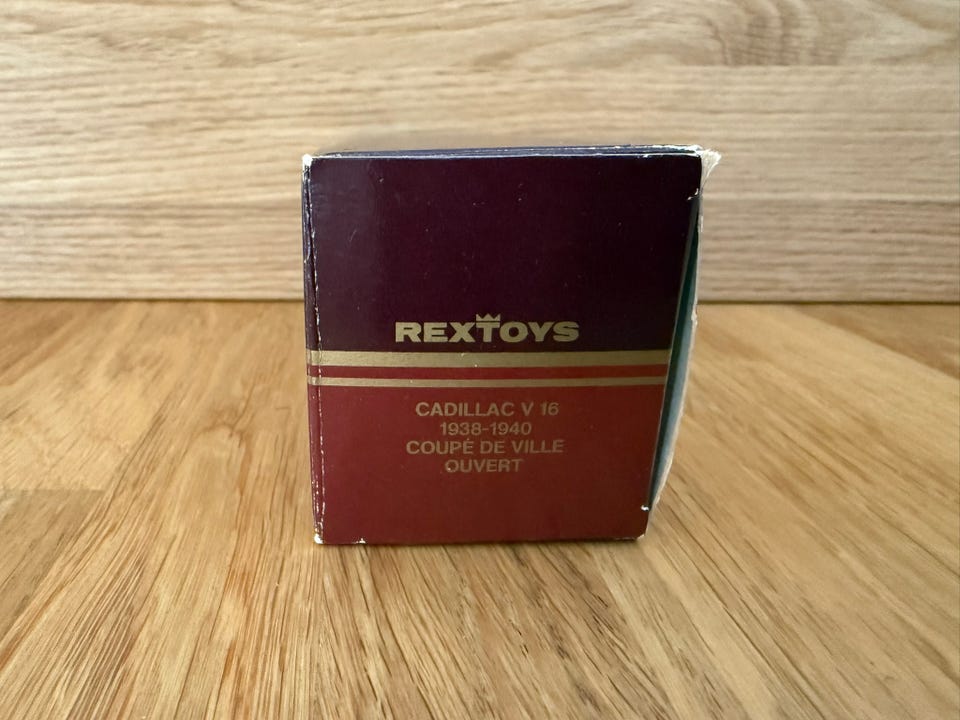 REXTOYS
CADILLAC V 16
1938-1940
COUPÉ DE VILLE
OUVERT